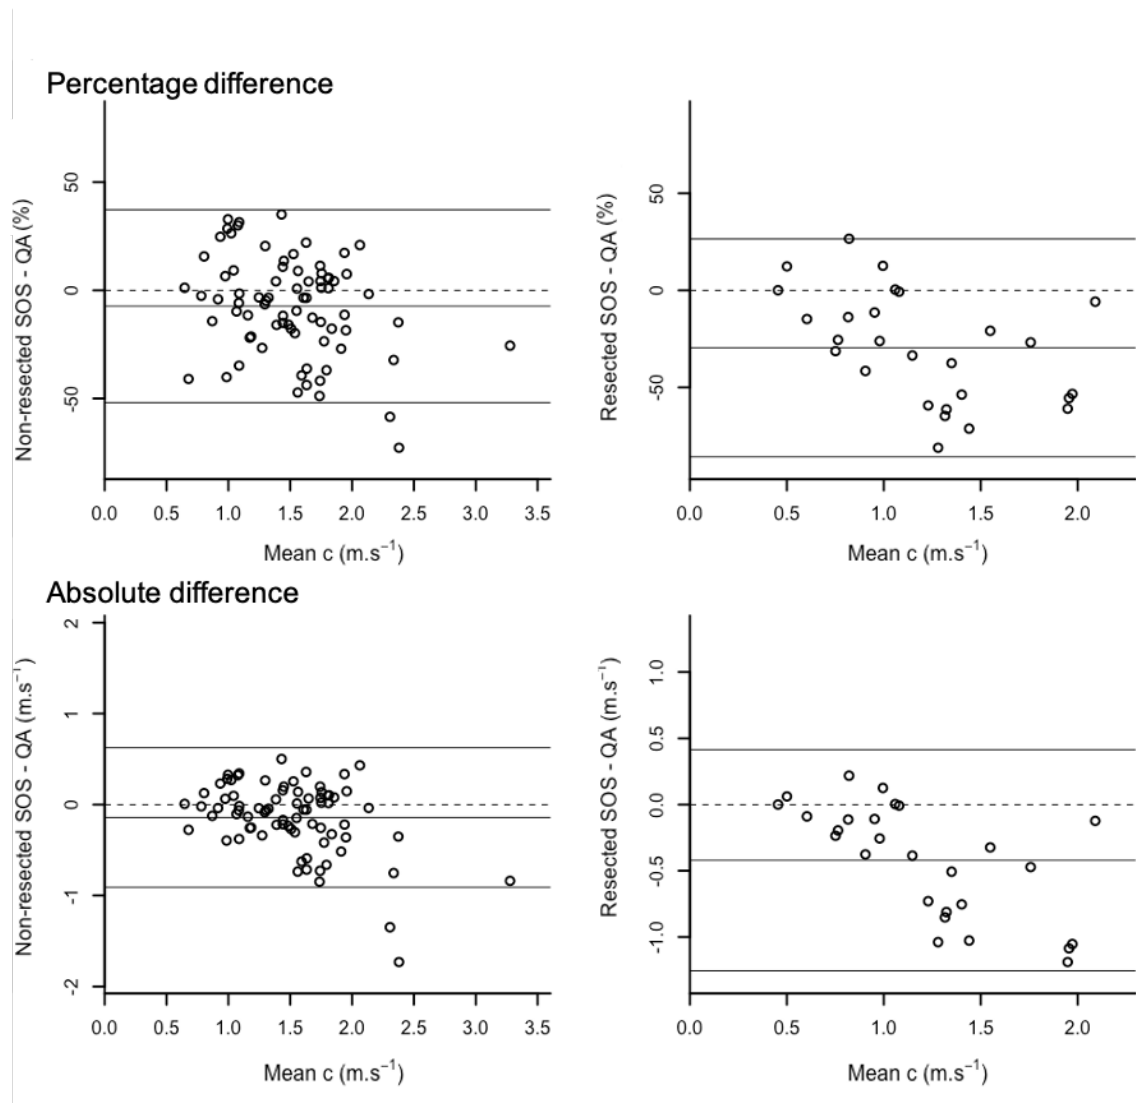 Percentage difference
Non-resected SOS - QA (%)
50
0
-50
0.0 0.5 1.0 1.5 2.0 2.5 3.0 3.5
Mean c (m.s⁻¹)
Resected SOS - QA (%)
50
0
-50
0.0 0.5 1.0 1.5 2.0
Mean c (m.s⁻¹)
Absolute difference
Non-resected SOS - QA (m.s⁻¹)
2
1
0
-1
-2
0.0 0.5 1.0 1.5 2.0 2.5 3.0 3.5
Mean c (m.s⁻¹)
Resected SOS - QA (m.s⁻¹)
1.0
0.5
0.0
-0.5
-1.0
0.0 0.5 1.0 1.5 2.0
Mean c (m.s⁻¹)